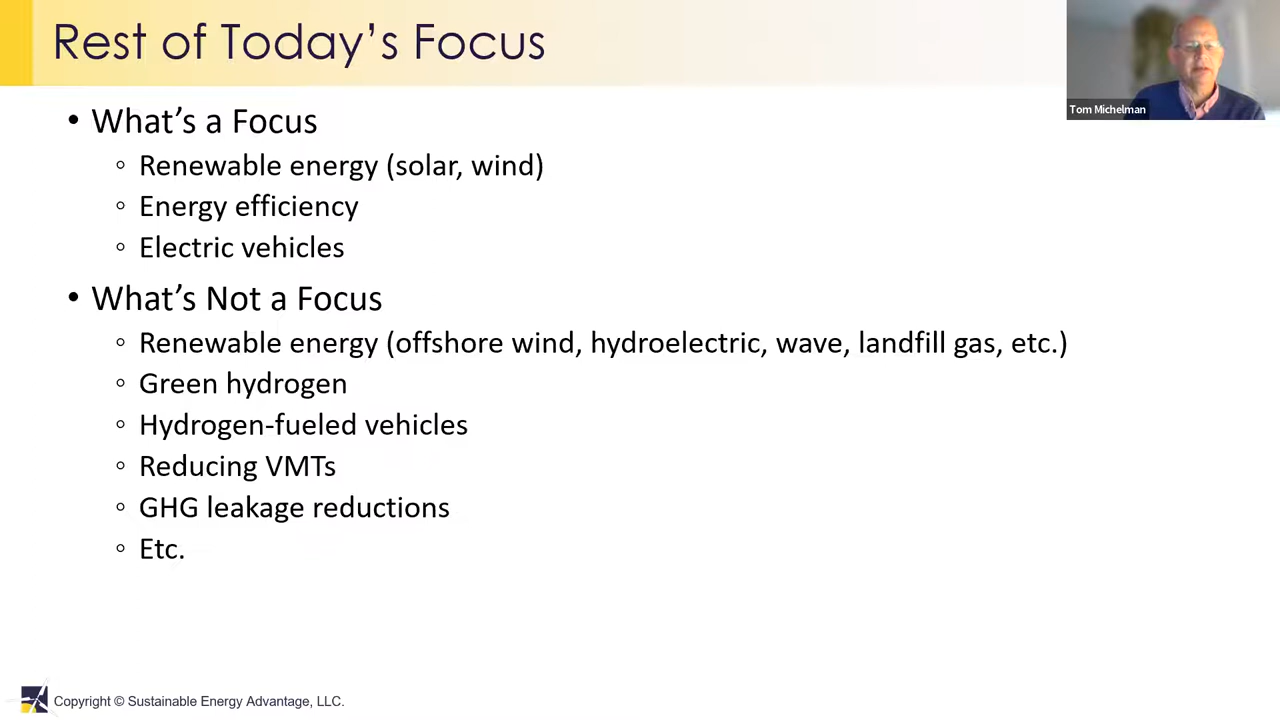 Rest of Today's Focus
Tom Michelman
• What's a Focus
◦ Renewable energy (solar, wind)
◦ Energy efficiency
◦ Electric vehicles
• What's Not a Focus
◦ Renewable energy (offshore wind, hydroelectric, wave, landfill gas, etc.)
◦ Green hydrogen
◦ Hydrogen-fueled vehicles
◦ Reducing VMTs
◦ GHG leakage reductions
◦ Etc.
Copyright © Sustainable Energy Advantage, LLC.